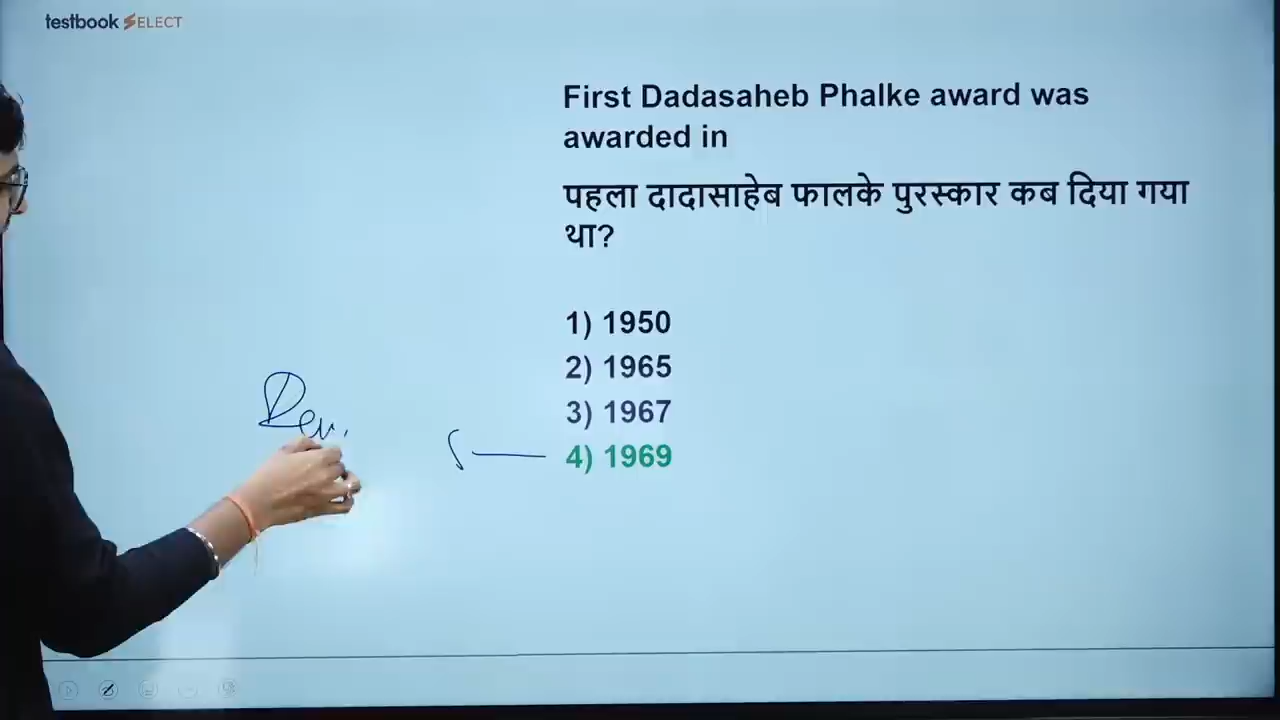 testbook SELECT
First Dadasaheb Phalke award was
awarded in
पहला दादासाहेब फालके पुरस्कार कब दिया गया
था?
1) 1950
2) 1965
3) 1967
4) 1969